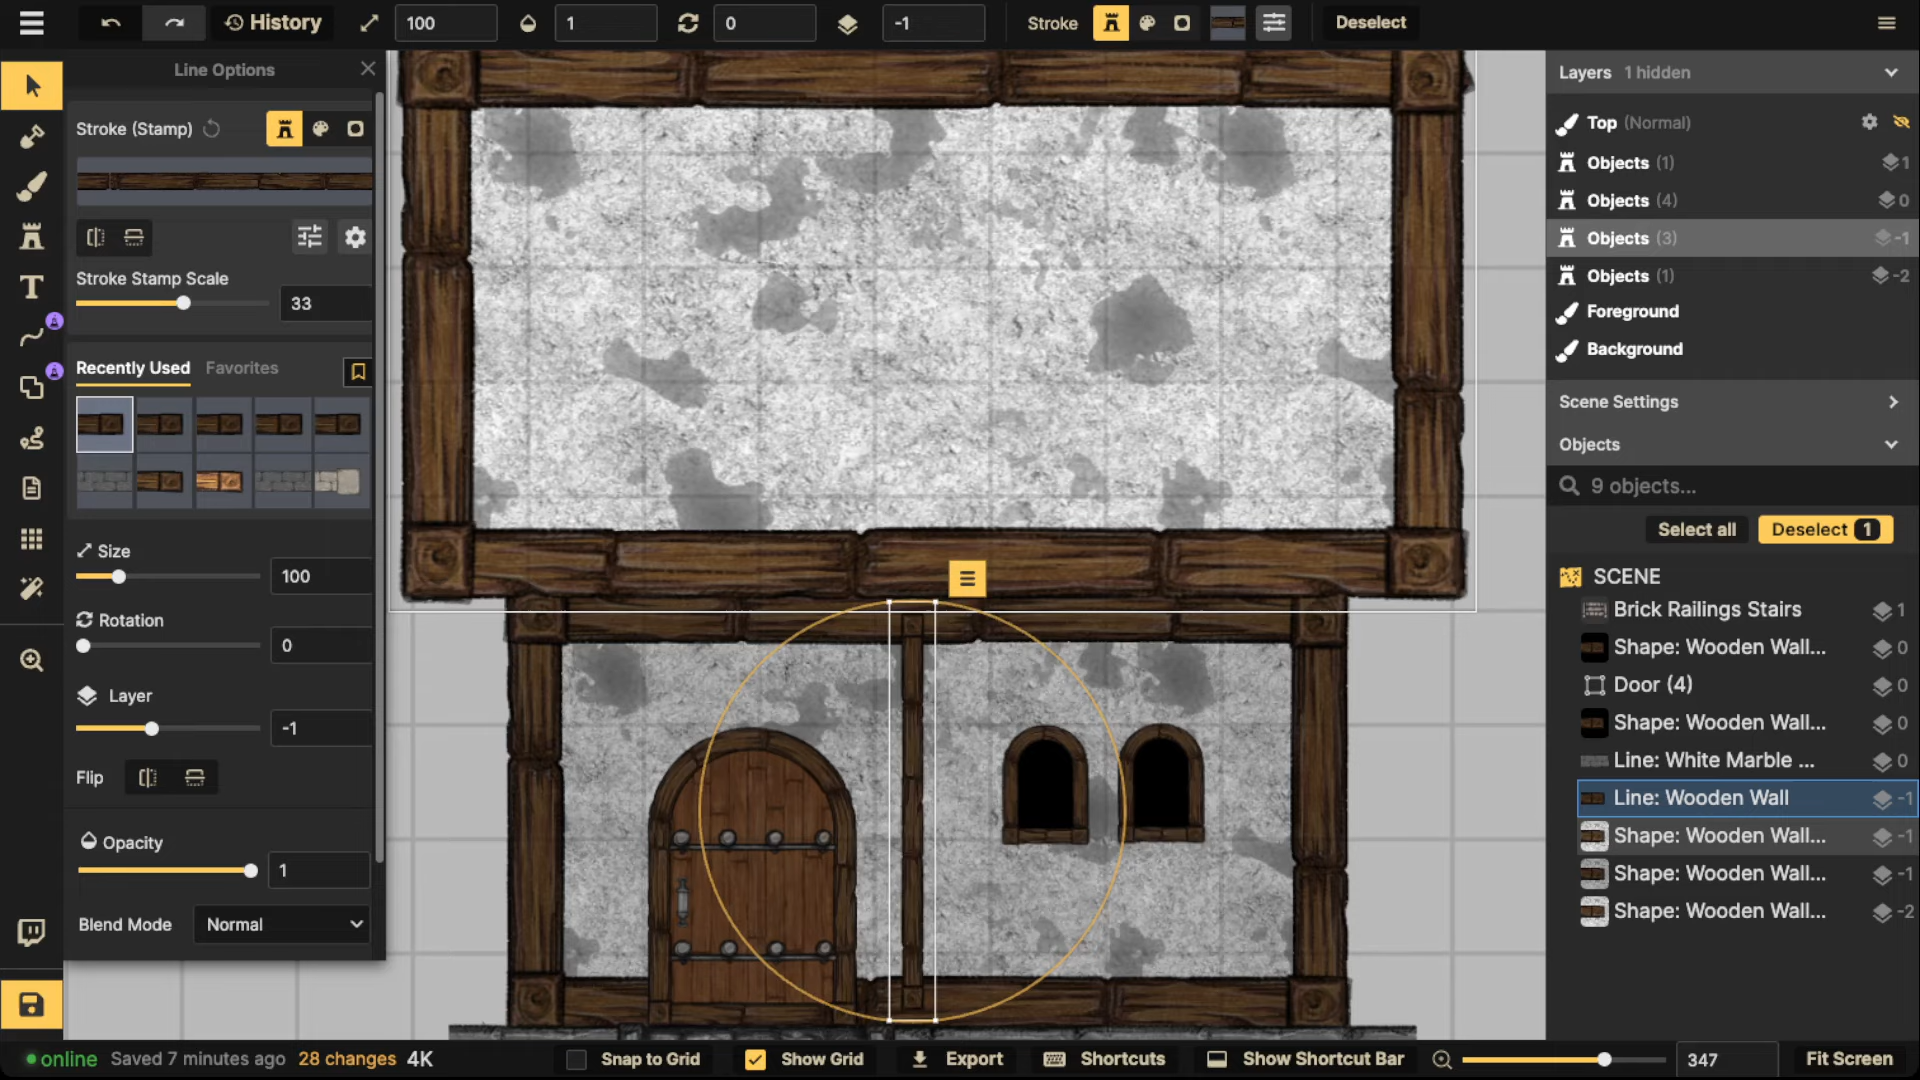 History
100
1
0
-1
Stroke
Deselect
Line Options
Stroke (Stamp)
Stroke Stamp Scale
33
Recently Used
Favorites
Size
100
Rotation
0
Layer
-1
Flip
Opacity
1
Blend Mode
Normal
T
Layers 1 hidden
Top (Normal)
Objects (1) 1
Objects (4) 0
Objects (3) -1
Objects (1) -2
Foreground
Background
Scene Settings
Objects
9 objects...
Select all
Deselect 1
SCENE
Brick Railings Stairs 1
Shape: Wooden Wall... 0
Door (4) 0
Shape: Wooden Wall... 0
Line: White Marble ... 0
Line: Wooden Wall -1
Shape: Wooden Wall... -1
Shape: Wooden Wall... -1
Shape: Wooden Wall... -2
online Saved 7 minutes ago 28 changes 4K
Snap to Grid
Show Grid
Export
Shortcuts
Show Shortcut Bar
347
Fit Screen